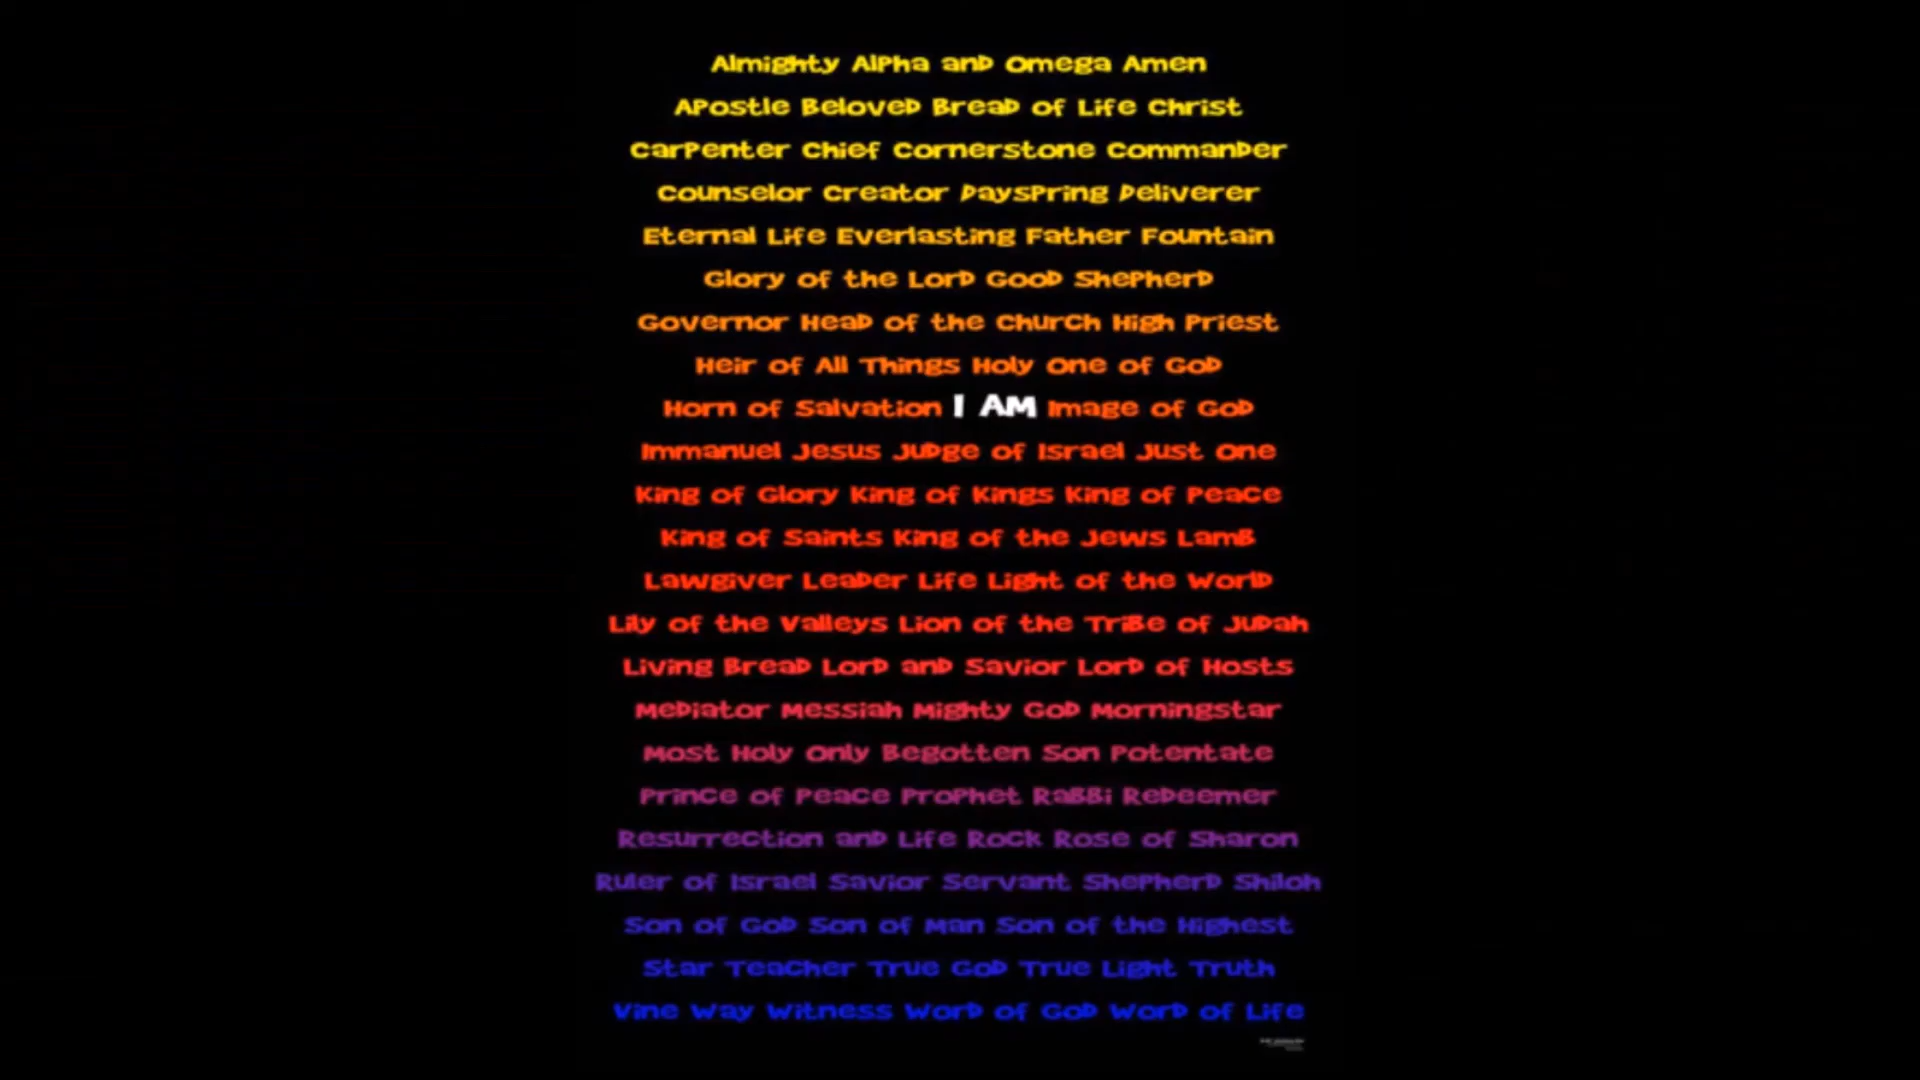 Almighty Alpha and Omega Amen
Apostle Beloved Bread of Life Christ
Carpenter Chief Cornerstone Commander
Counselor Creator Dayspring Deliverer
Eternal Life Everlasting Father Fountain
Glory of the Lord Good Shepherd
Governor Head of the Church High Priest
Heir of All Things Holy One of God
Horn of Salvation I AM Image of God
Immanuel Jesus Judge of Israel Just One
King of Glory King of Kings King of Peace
King of Saints King of the Jews Lamb
Lawgiver Leader Life Light of the World
Lily of the Valleys Lion of the Tribe of Judah
Living Bread Lord and Savior Lord of Hosts
Mediator Messiah Mighty God Morningstar
Most Holy Only Begotten Son Potentate
Prince of Peace Prophet Rabbi Redeemer
Resurrection and Life Rock Rose of Sharon
Ruler of Israel Savior Servant Shepherd Shiloh
Son of God Son of Man Son of the Highest
Star Teacher True God True Light Truth
Vine Way Witness Word of God Word of Life